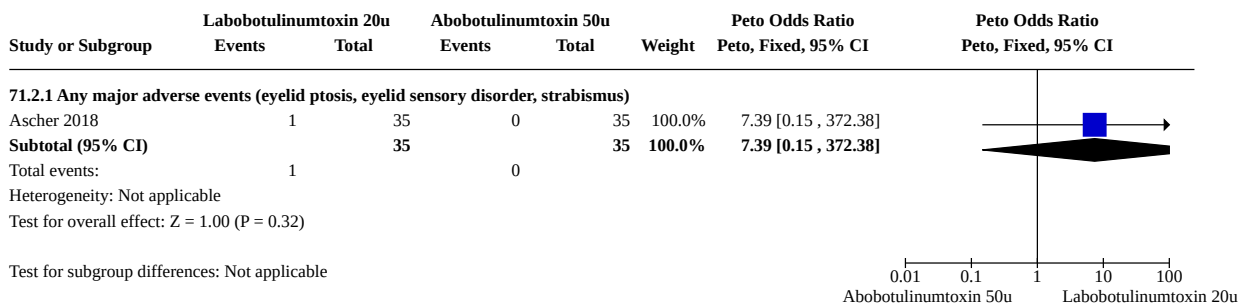 Labobotulinumtoxin 20u Abobotulinumtoxin 50u Peto Odds Ratio Peto Odds Ratio
Study or Subgroup Events Total Events Total Weight Peto, Fixed, 95% CI Peto, Fixed, 95% CI
71.2.1 Any major adverse events (eyelid ptosis, eyelid sensory disorder, strabismus)
Ascher 2018 1 35 0 35 100.0% 7.39 [0.15 , 372.38]
Subtotal (95% CI) 35 35 100.0% 7.39 [0.15 , 372.38]
Total events: 1 0
Heterogeneity: Not applicable
Test for overall effect: Z = 1.00 (P = 0.32)
Test for subgroup differences: Not applicable
0.01 0.1 1 10 100
Abobotulinumtoxin 50u Labobotulinumtoxin 20u